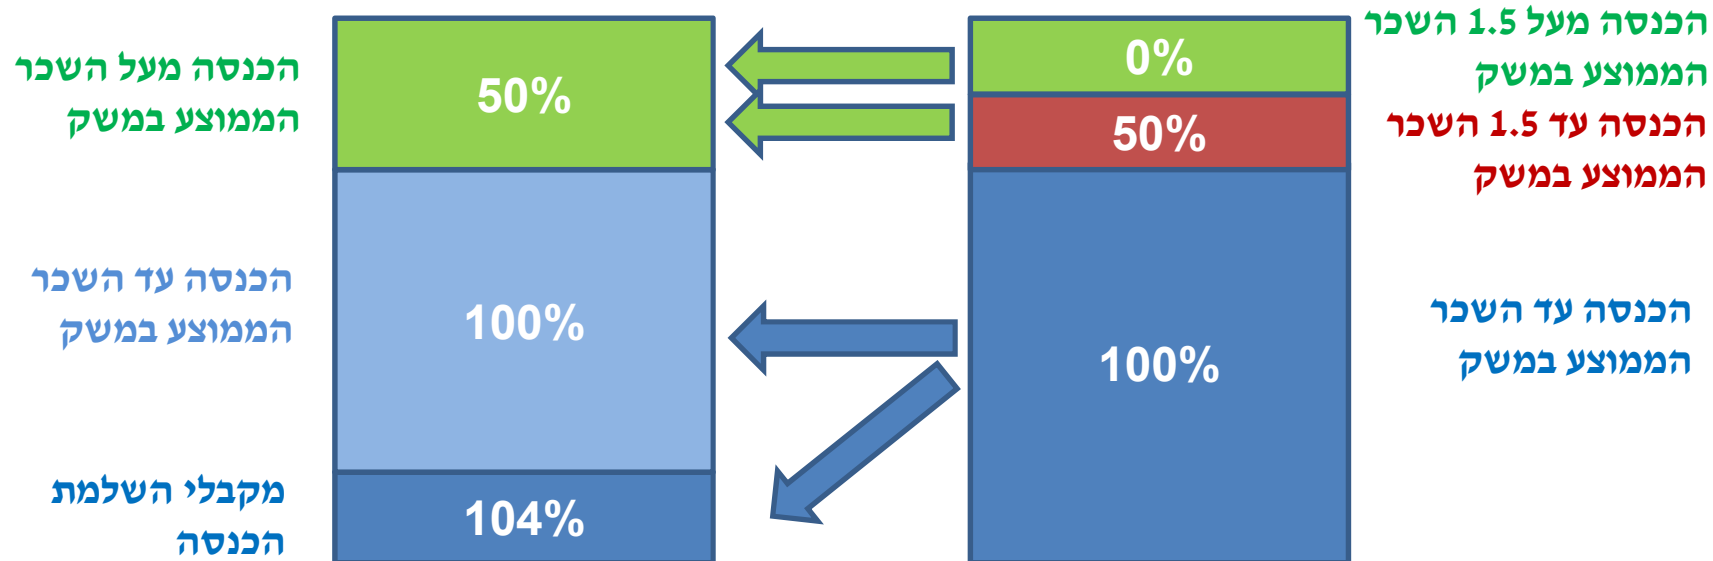 הכנסה מעל 1.5 השכר
הממוצע במשק
הכנסה עד 1.5 השכר
הממוצע במשק
הכנסה עד השכר
הממוצע במשק
0%
50%
100%
50%
100%
104%
הכנסה מעל השכר
הממוצע במשק
הכנסה עד השכר
הממוצע במשק
מקבלי השלמת
הכנסה